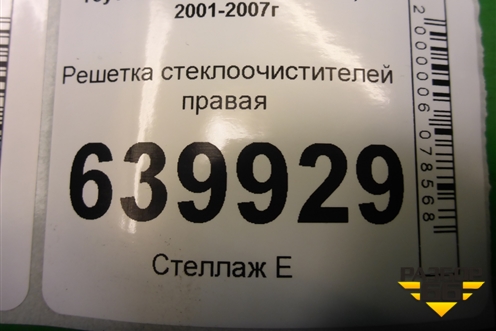 2001-2007г
Решетка стеклоочистителей
правая
639929
Стеллаж Е
2000006078568